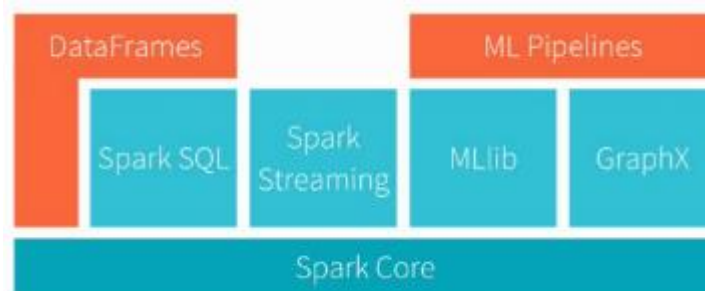 DataFrames
ML Pipelines
Spark SQL
Spark
Streaming
MLlib
GraphX
Spark Core